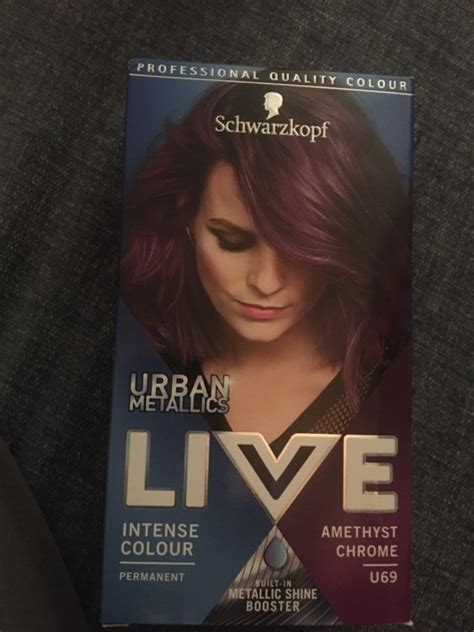 PROFESSIONAL QUALITY COLOUR
Schwarzkopf
URBAN
METALLICS
LIVE
INTENSE
COLOUR
PERMANENT
AMETHYST
CHROME
U69
BUILT-IN
METALLIC SHINE
BOOSTER